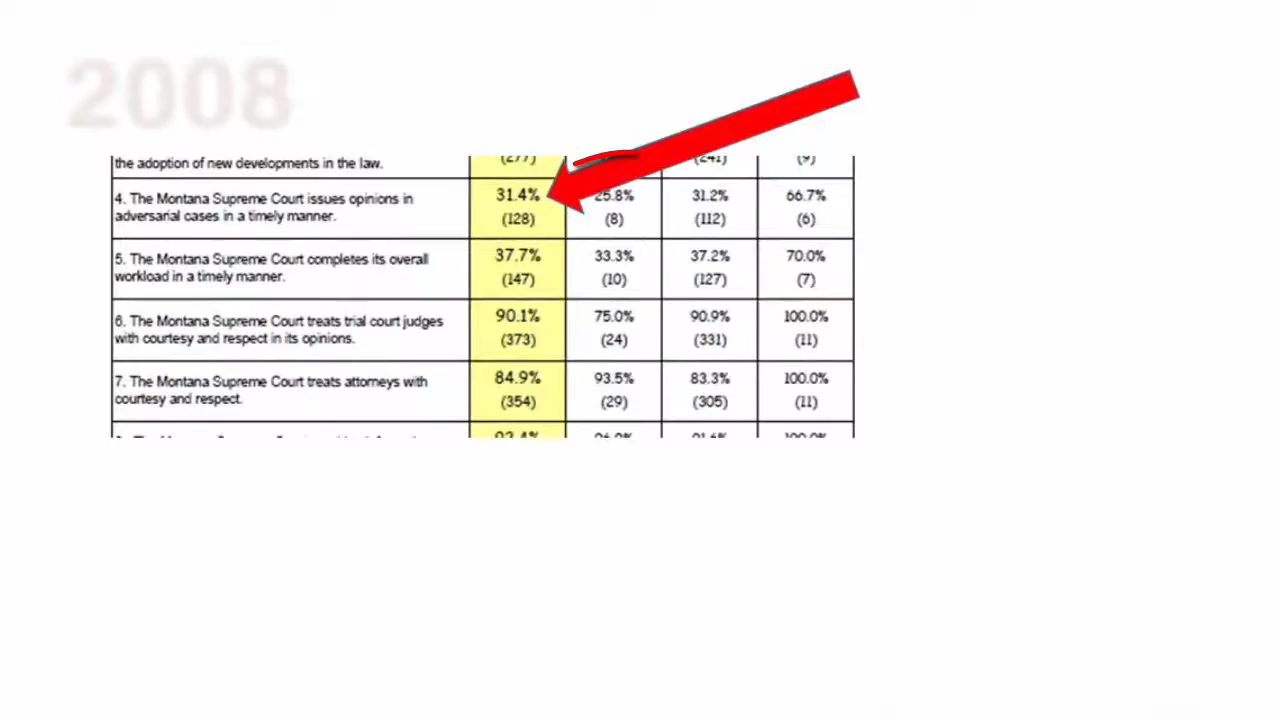 2008
the adoption of new developments in the law. (277) (241) (9)
4. The Montana Supreme Court issues opinions in 31.4% 25.8% 31.2% 66.7%
adversarial cases in a timely manner. (128) (8) (112) (6)
5. The Montana Supreme Court completes its overall 37.7% 33.3% 37.2% 70.0%
workload in a timely manner. (147) (10) (127) (7)
6. The Montana Supreme Court treats trial court judges 90.1% 75.0% 90.9% 100.0%
with courtesy and respect in its opinions. (373) (24) (331) (11)
7. The Montana Supreme Court treats attorneys with 84.9% 93.5% 83.3% 100.0%
courtesy and respect. (354) (29) (305) (11)